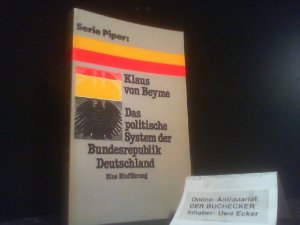 Serie Piper:
Klaus
von Beyme
Das
politische
System der
Bundesrepublik
Deutschland
Eine Einführung
Online-Antiquariat
DER BUCHECKER
Inhaber: Uwe Ecker